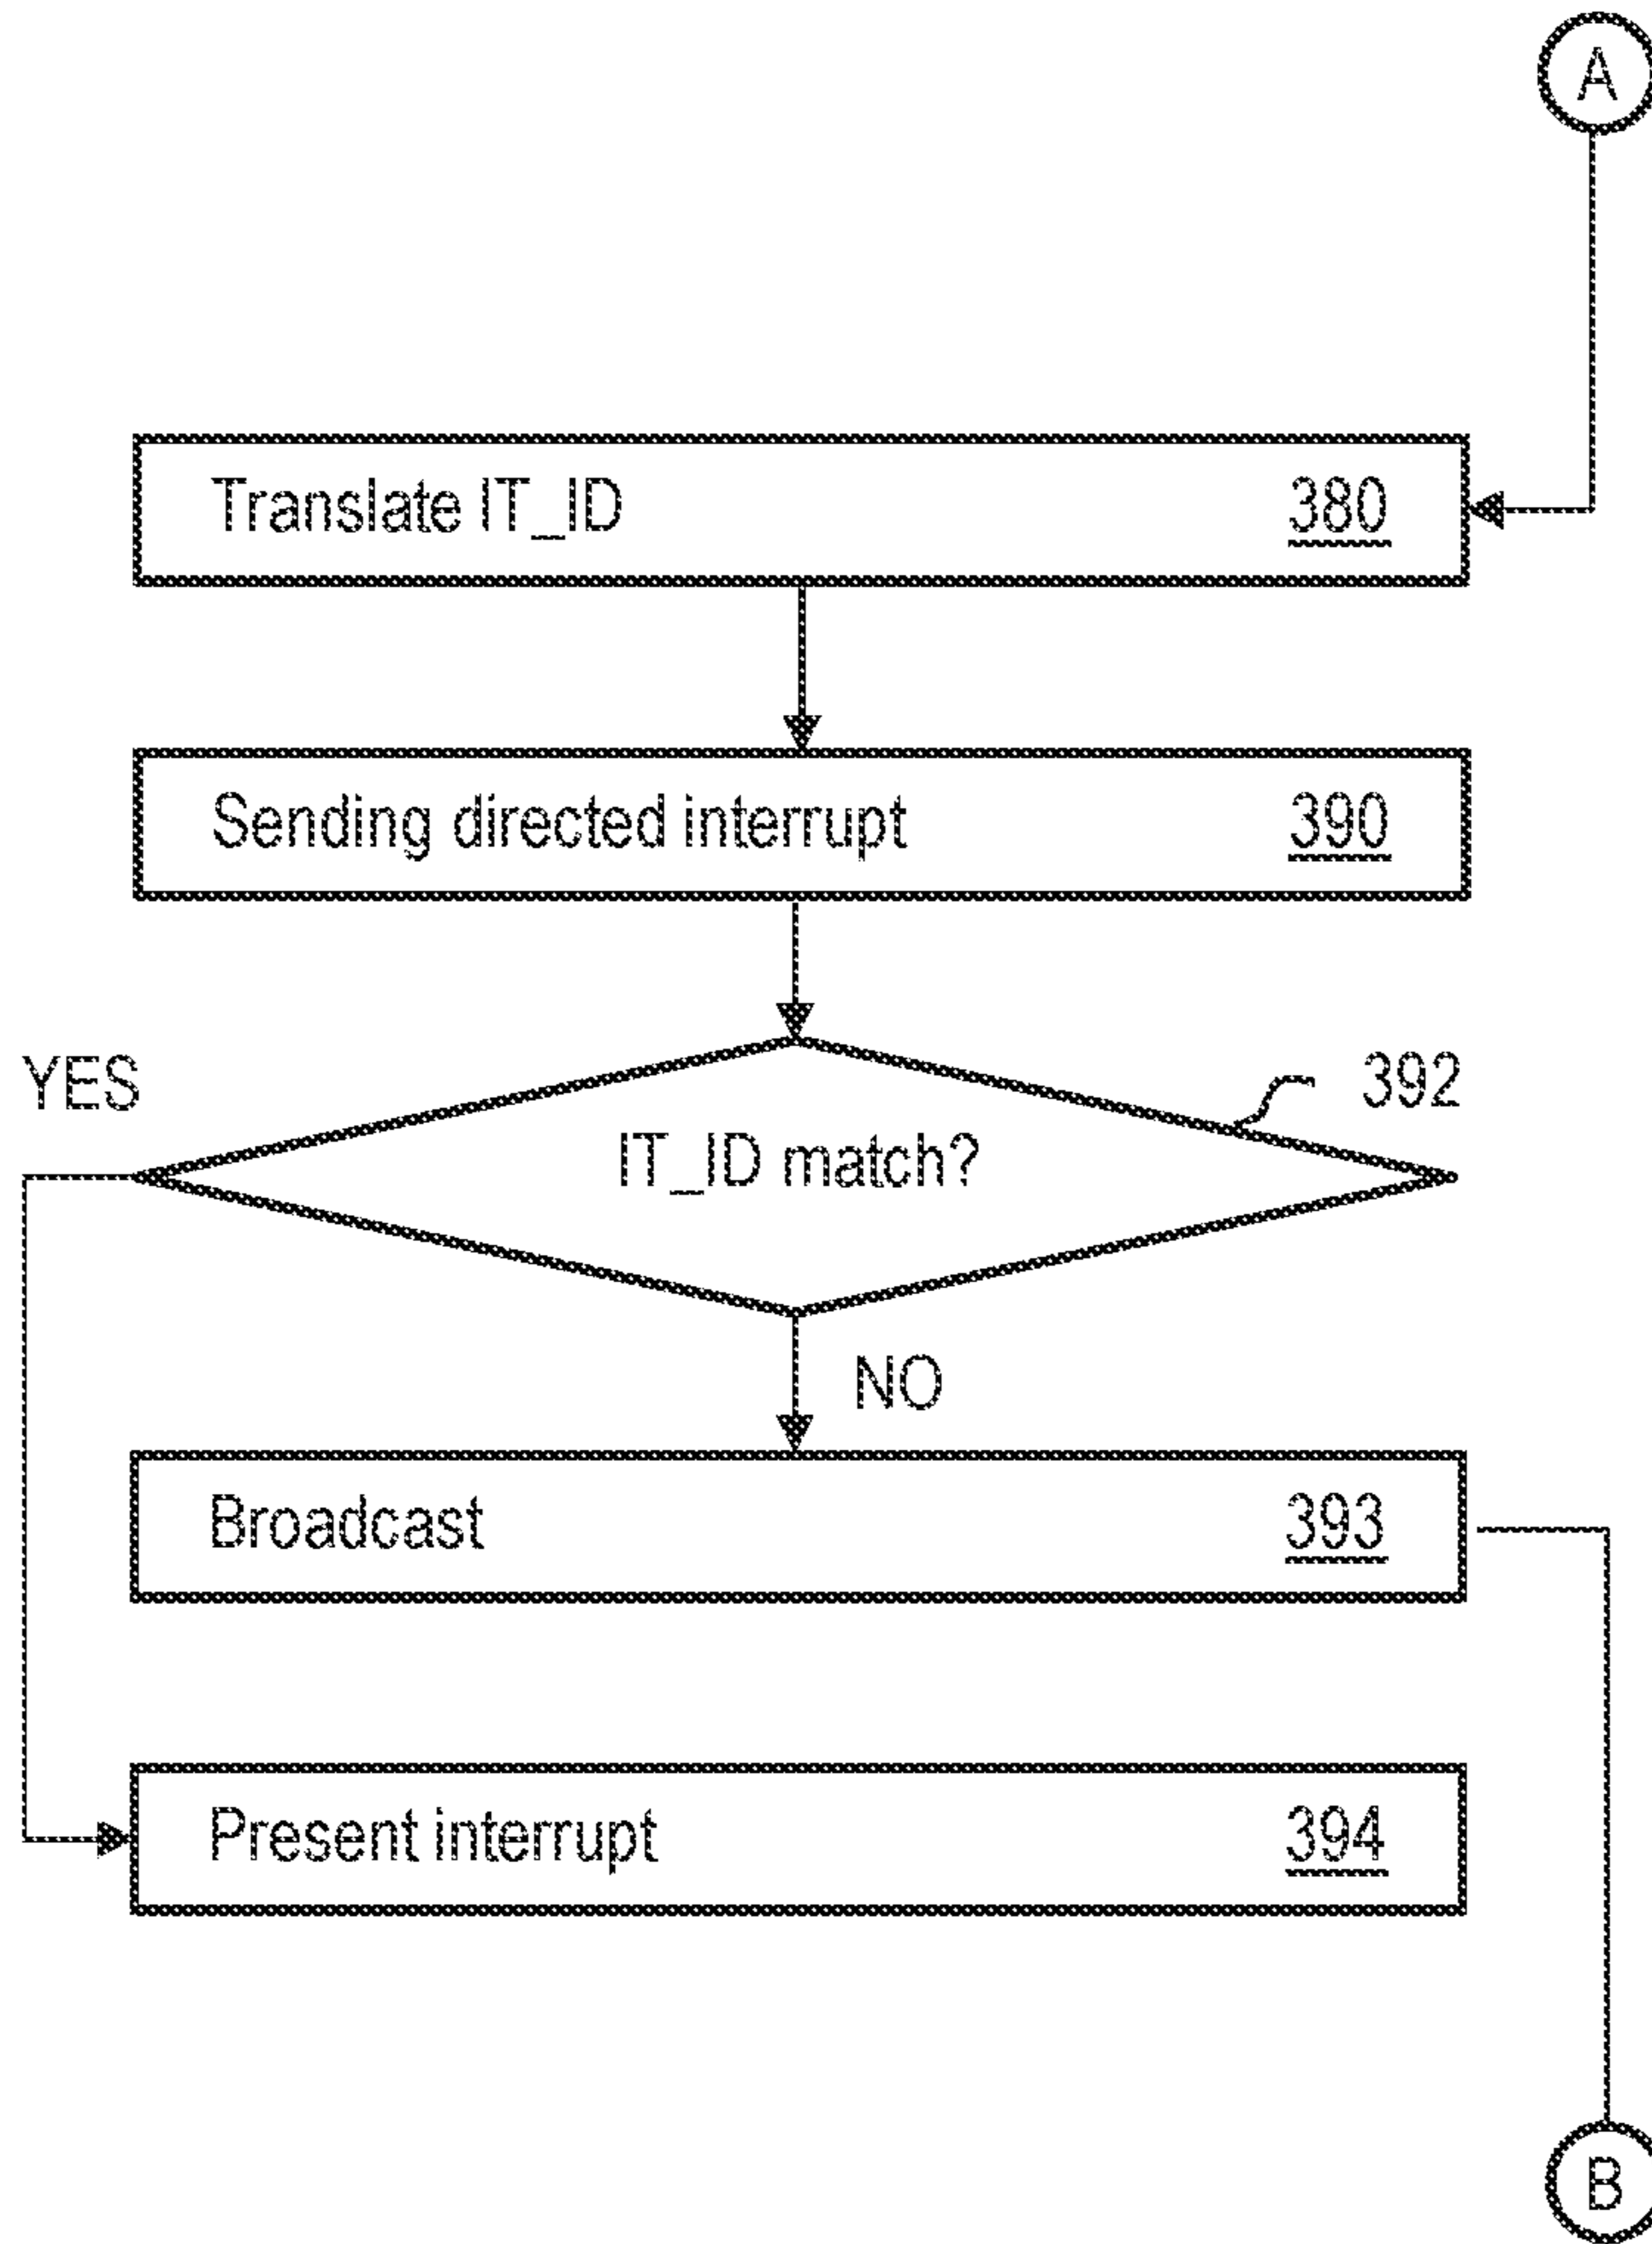 A
Translate IT_ID 380
Sending directed interrupt 390
YES
392
IT_ID match?
NO
Broadcast 393
Present interrupt 394
B